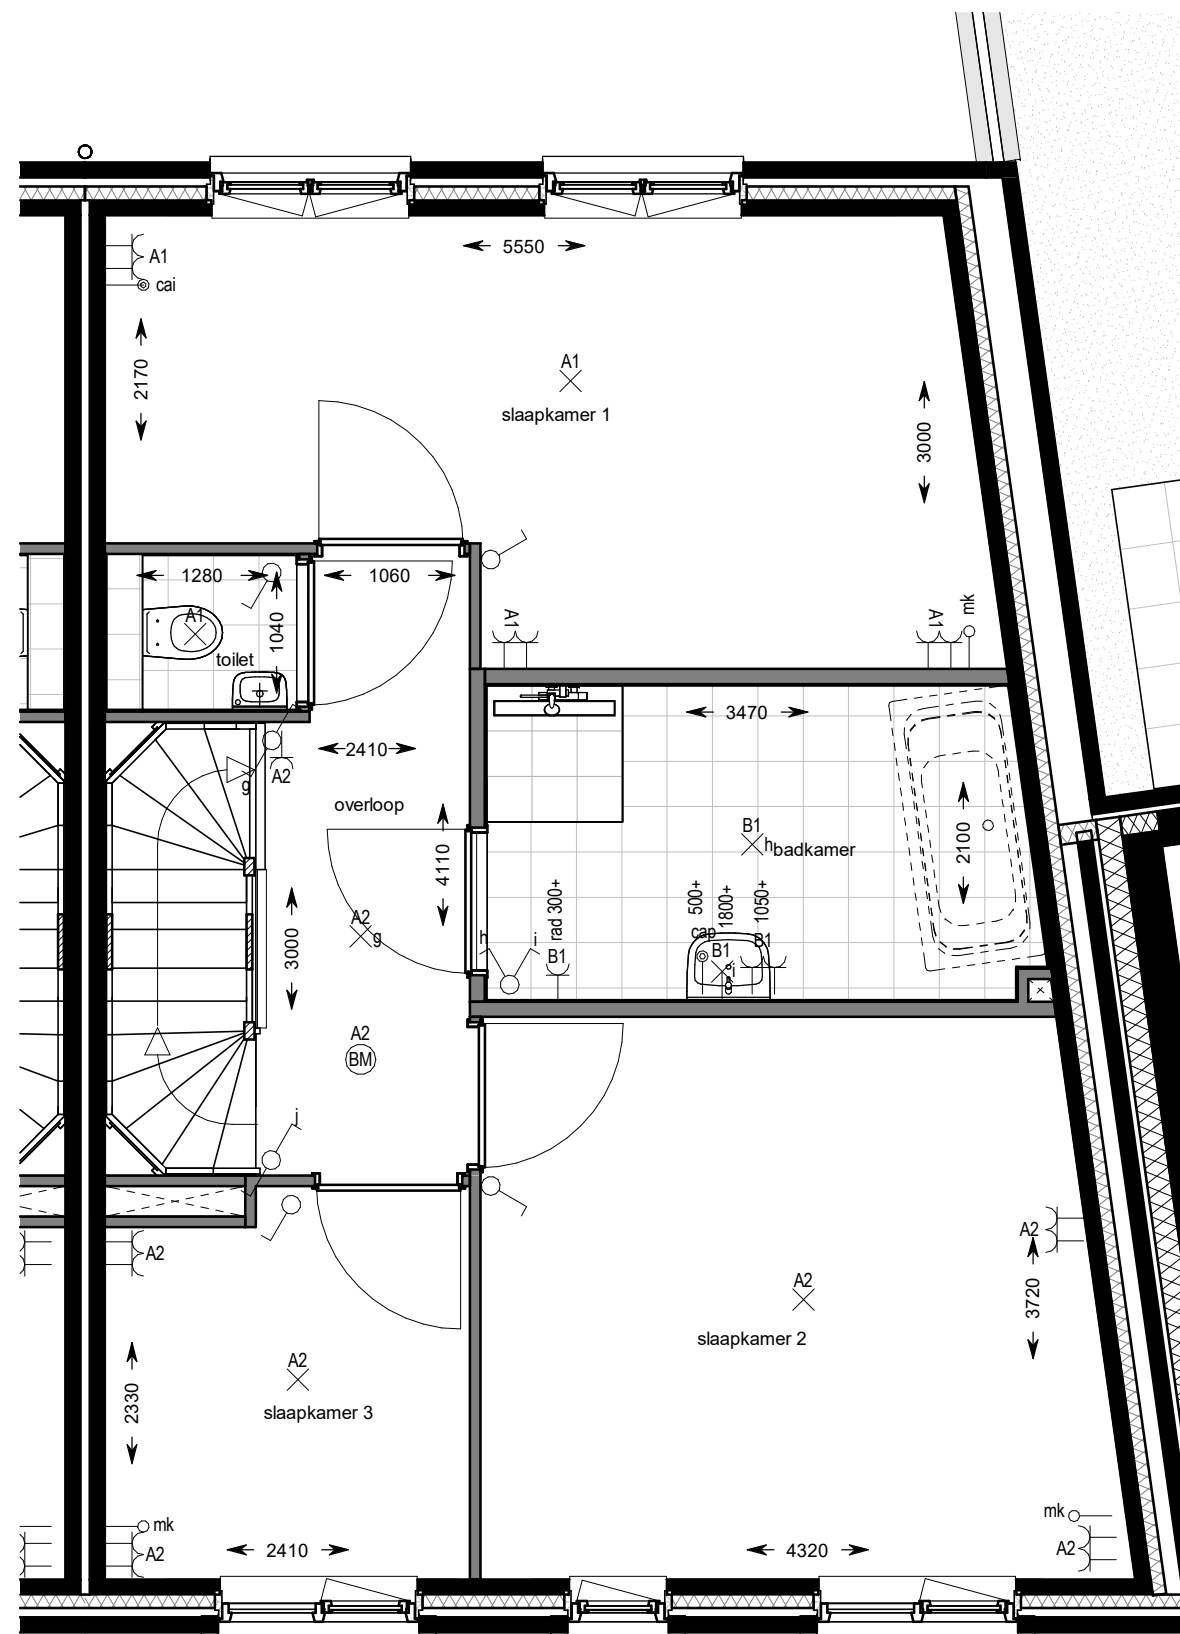 5550
A1
cai
2170
A1
slaapkamer 1
3000
1280
1060
A1
1040
toilet
A1
A1
mk
3470
2410
A2
g
overloop
4110
B1
h
badkamer
2100
A2
g
3000
h
i
rad 300+
B1
500+
cap
1800+
1050+
B1
B1
i
A2
BM
j
A2
A2
3720
A2
slaapkamer 2
A2
2330
slaapkamer 3
mk
A2
2410
4320
mk
A2